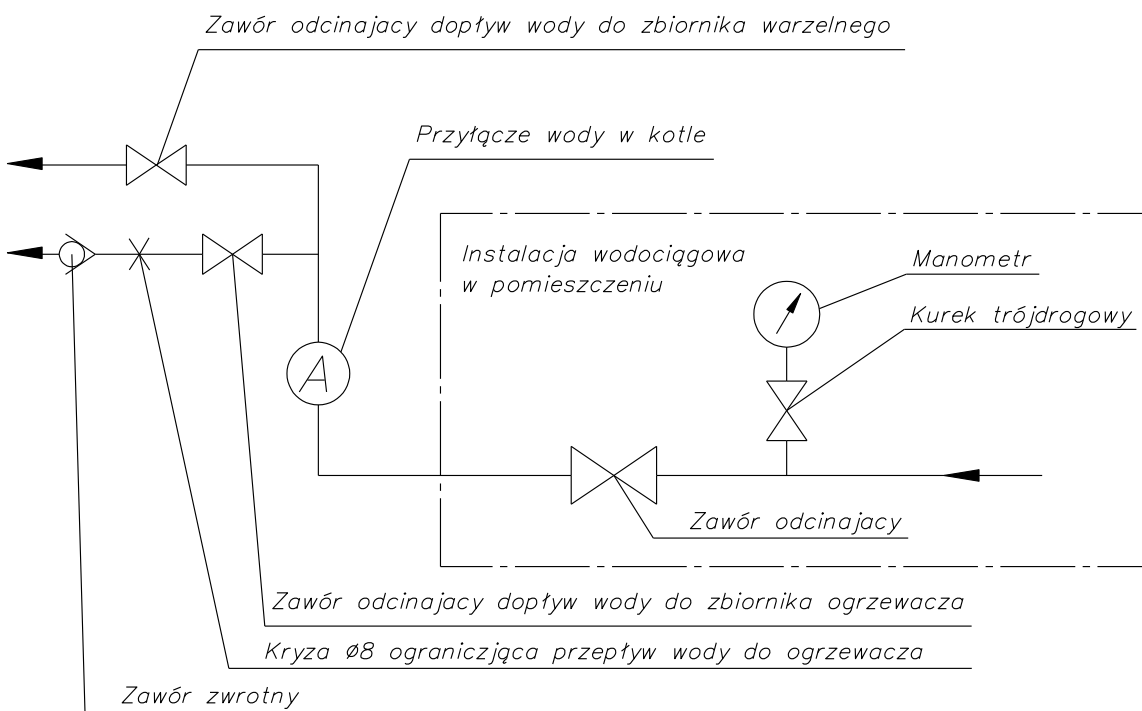 Zawór odcinajacy dopływ wody do zbiornika warzelnego
Przyłącze wody w kotle
Instalacja wodociągowa
w pomieszczeniu
Manometr
Kurek trójdrogowy
A
Zawór odcinajacy
Zawór odcinajacy dopływ wody do zbiornika ogrzewacza
Kryza Ø8 ograniczjąca przepływ wody do ogrzewacza
Zawór zwrotny